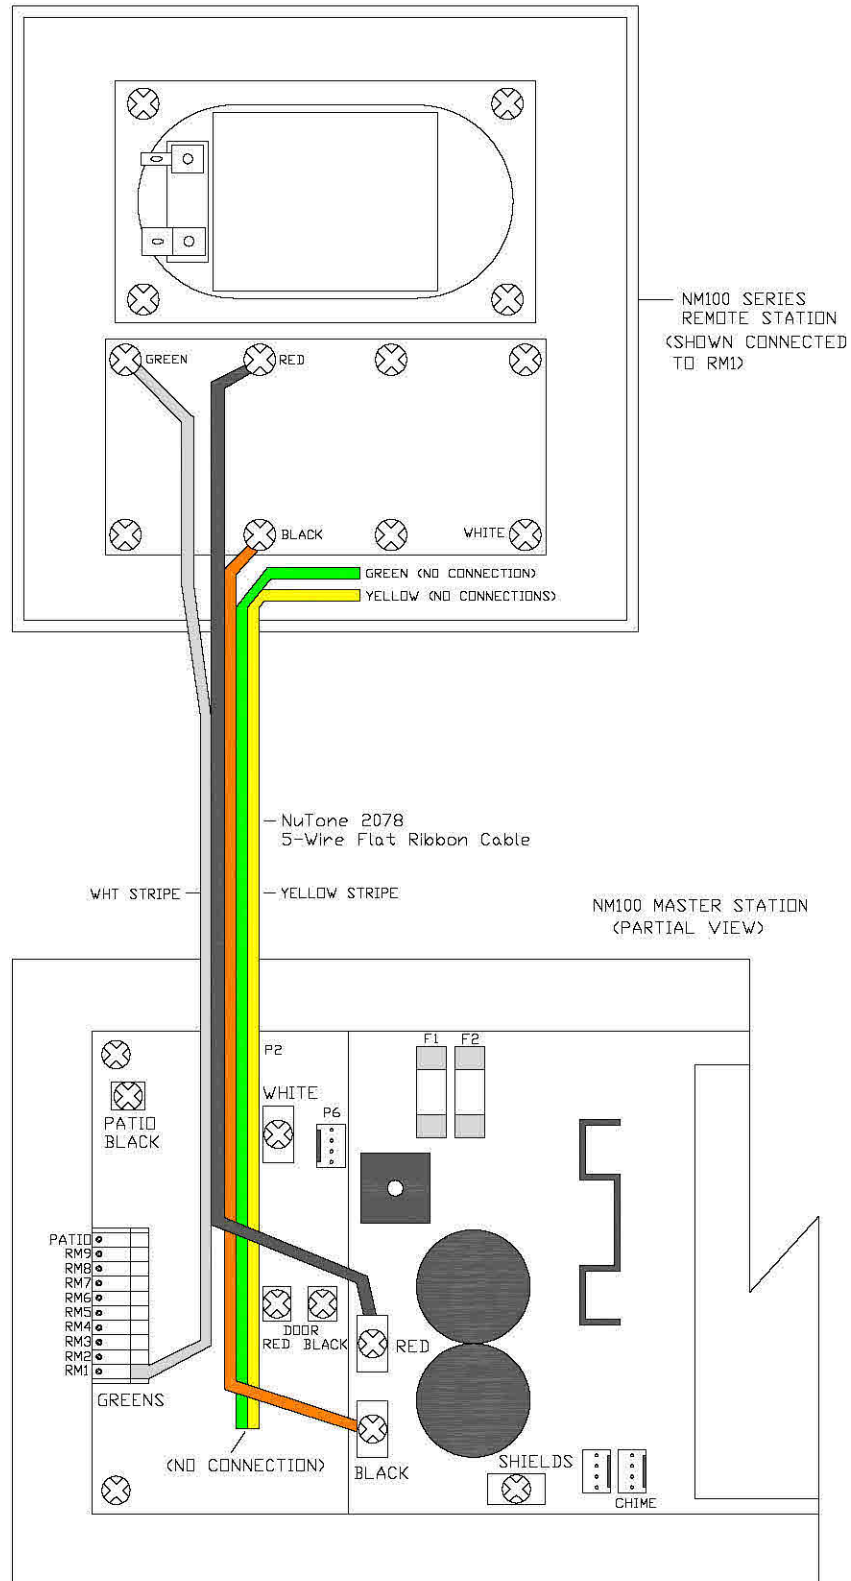 NM100 SERIES
REMOTE STATION
(SHOWN CONNECTED
TO RM1)
GREEN
RED
BLACK
WHITE
GREEN (NO CONNECTION)
YELLOW (NO CONNECTIONS)
NuTone 2078
5-Wire Flat Ribbon Cable
WHT STRIPE
YELLOW STRIPE
NM100 MASTER STATION
(PARTIAL VIEW)
F1
F2
P2
WHITE
P6
PATIO
BLACK
PATIO
RM9
RM8
RM7
RM6
RM5
RM4
RM3
RM2
RM1
GREENS
DOOR
RED
BLACK
RED
BLACK
(NO CONNECTION)
SHIELDS
CHIME